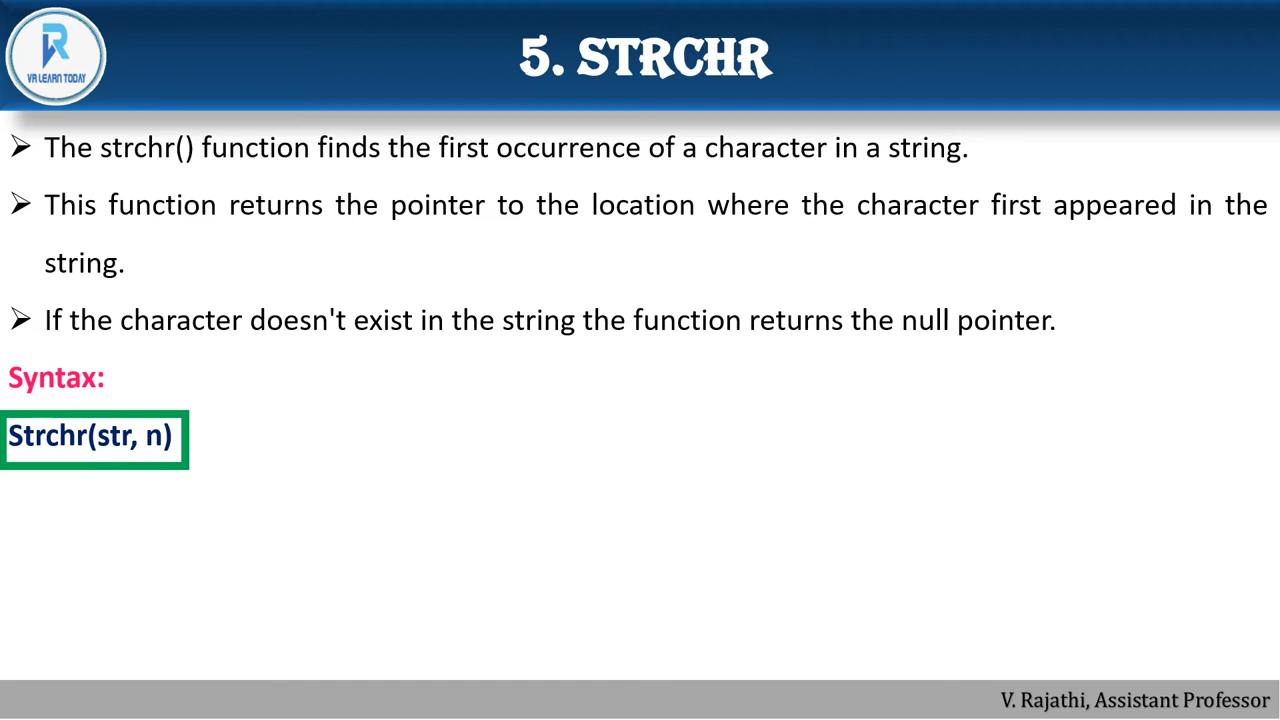 VR LEARN TODAY
5. STRCHR
➢ The strchr() function finds the first occurrence of a character in a string.
➢ This function returns the pointer to the location where the character first appeared in the
string.
➢ If the character doesn't exist in the string the function returns the null pointer.
Syntax:
Strchr(str, n)
V. Rajathi, Assistant Professor